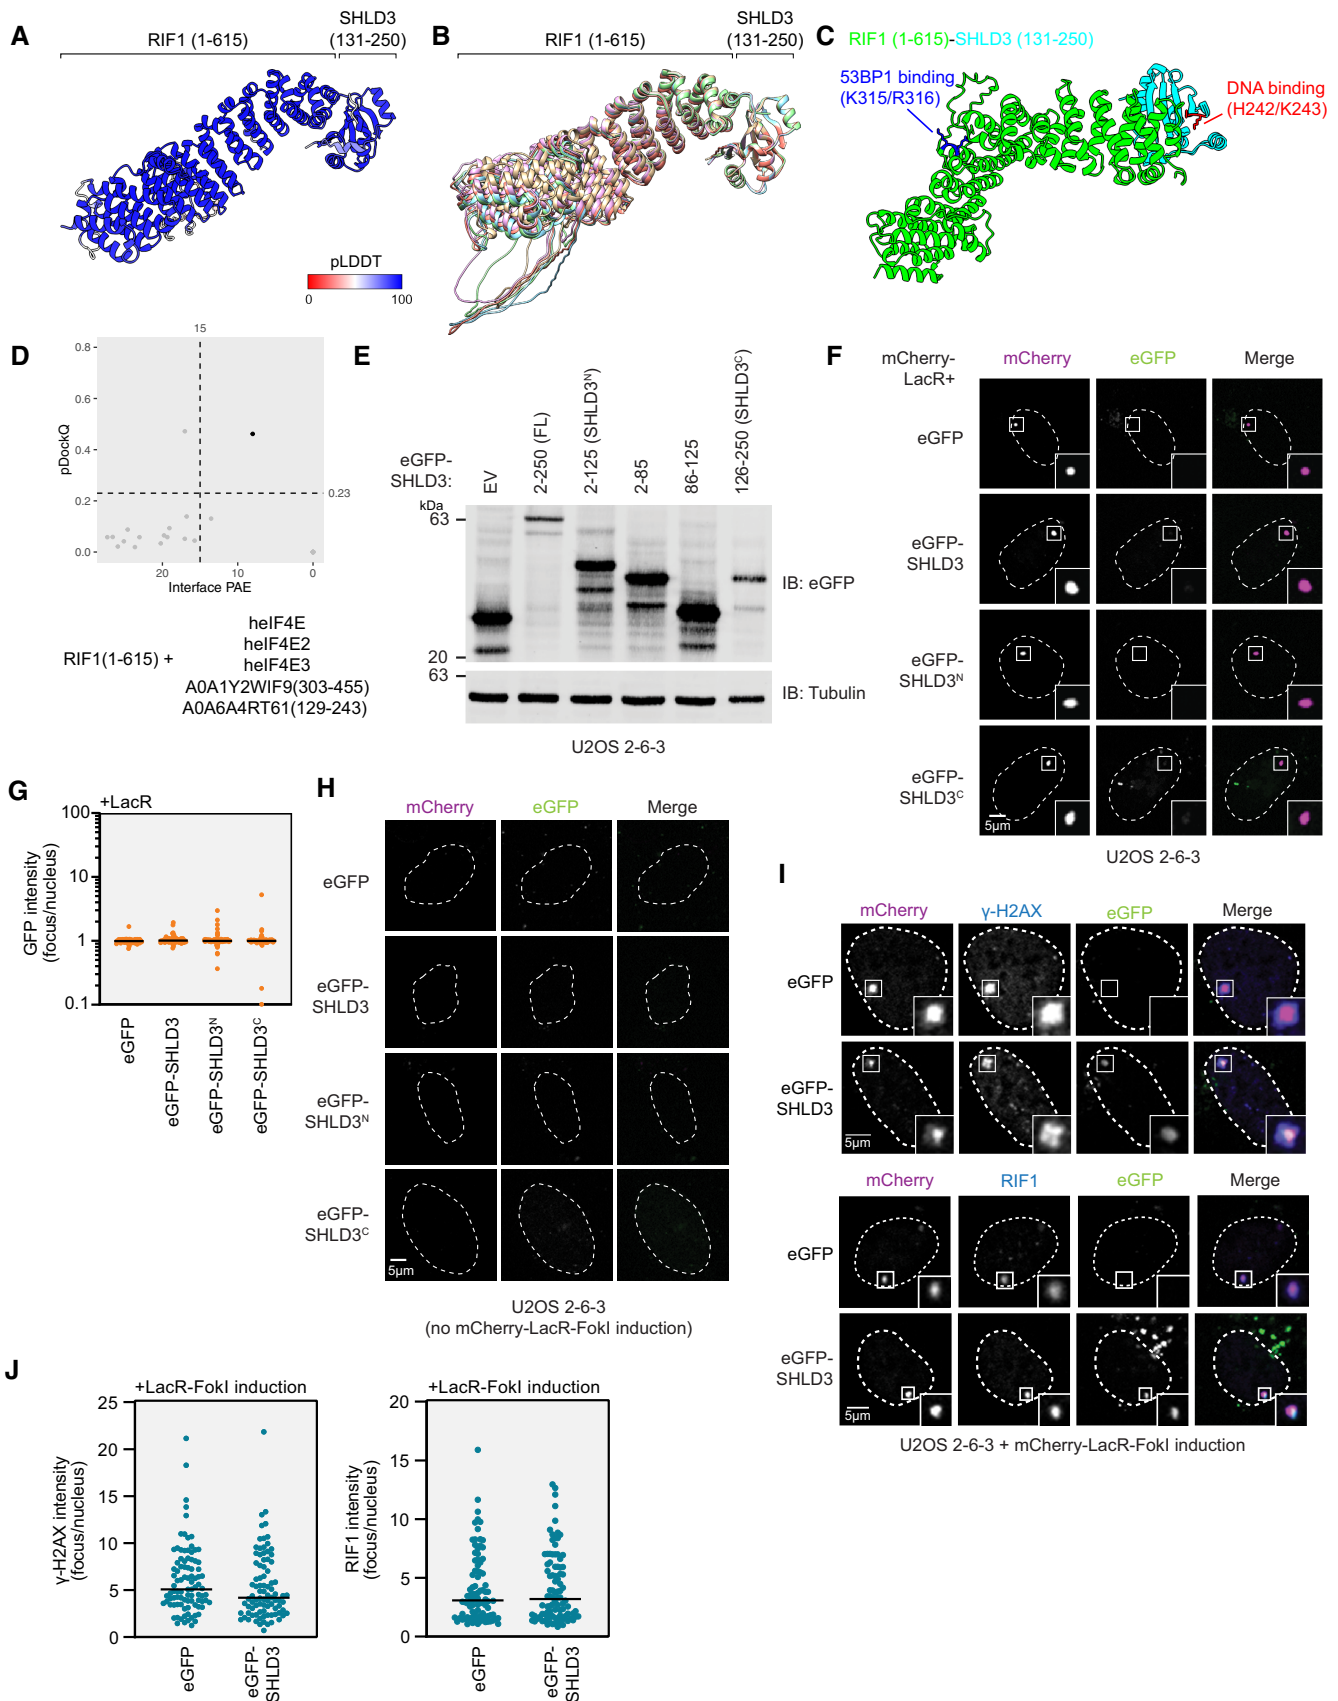 A
RIF1 (1-615)
SHLD3
(131-250)
pLDDT
0
100
B
RIF1 (1-615)
SHLD3
(131-250)
C
RIF1 (1-615)-SHLD3 (131-250)
53BP1 binding
(K315/R316)
DNA binding
(H242/K243)
D
15
0.8
0.6
0.4
0.2
0.0
pDockQ
0.23
20
10
0
Interface PAE
RIF1(1-615) +
heIF4E
heIF4E2
heIF4E3
A0A1Y2WIF9(303-455)
A0A6A4RT61(129-243)
E
eGFP-
SHLD3:
EV
2-250 (FL)
2-125 (SHLD3ᴺ)
2-85
86-125
126-250 (SHLD3ᶜ)
kDa
63
IB: eGFP
20
63
IB: Tubulin
U2OS 2-6-3
F
mCherry-
LacR+
mCherry
eGFP
Merge
eGFP
eGFP-
SHLD3
eGFP-
SHLD3ᴺ
eGFP-
SHLD3ᶜ
5µm
U2OS 2-6-3
G
+LacR
100
10
1
0.1
GFP intensity
(focus/nucleus)
eGFP
eGFP-SHLD3
eGFP-SHLD3ᴺ
eGFP-SHLD3ᶜ
H
mCherry
eGFP
Merge
eGFP
eGFP-
SHLD3
eGFP-
SHLD3ᴺ
eGFP-
SHLD3ᶜ
5µm
U2OS 2-6-3
(no mCherry-LacR-FokI induction)
I
mCherry
γ-H2AX
eGFP
Merge
eGFP
eGFP-
SHLD3
5µm
mCherry
RIF1
eGFP
Merge
eGFP
eGFP-
SHLD3
5µm
U2OS 2-6-3 + mCherry-LacR-FokI induction
J
+LacR-FokI induction
25
20
15
10
5
0
γ-H2AX intensity
(focus/nucleus)
eGFP
eGFP-
SHLD3
+LacR-FokI induction
20
15
10
5
0
RIF1 intensity
(focus/nucleus)
eGFP
eGFP-
SHLD3